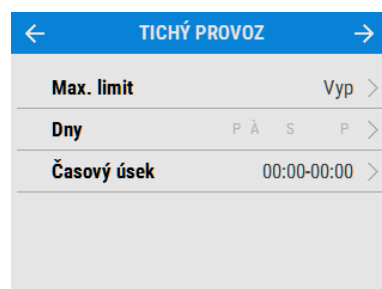 TICHÝ PROVOZ
Max. limit Vyp
Dny P À S P
Časový úsek 00:00-00:00